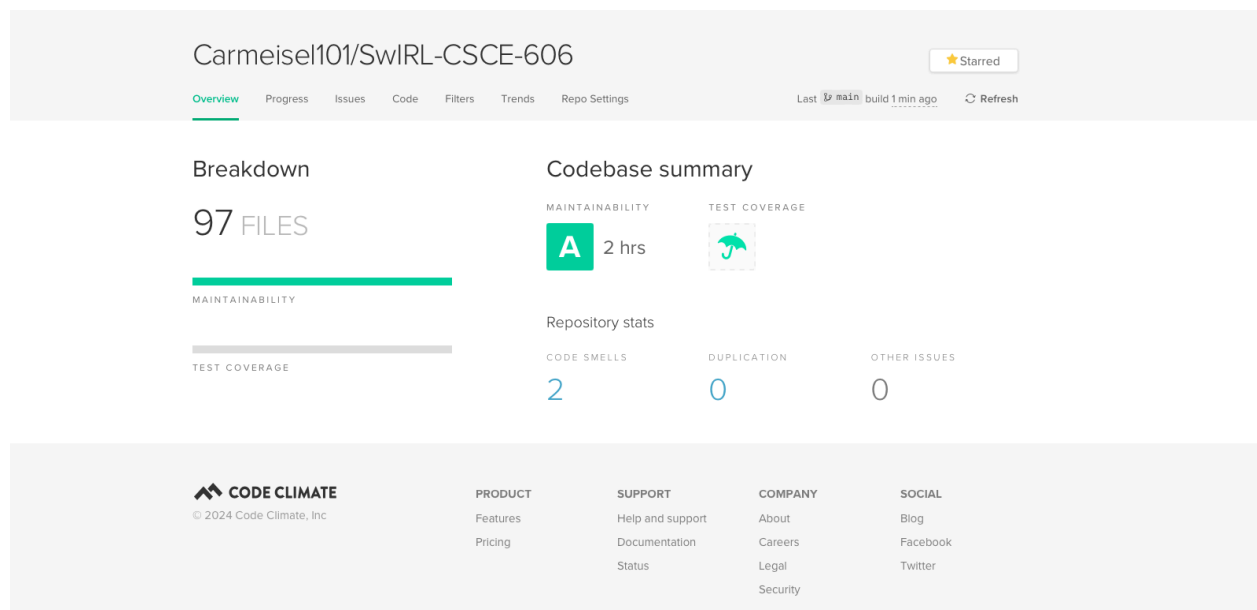 Carmeisel101/SwIRL-CSCE-606
Starred
Overview Progress Issues Code Filters Trends Repo Settings Last main build 1 min ago Refresh
Breakdown
97 FILES
MAINTAINABILITY
TEST COVERAGE
Codebase summary
MAINTAINABILITY TEST COVERAGE
A 2 hrs
Repository stats
CODE SMELLS DUPLICATION OTHER ISSUES
2 0 0
CODE CLIMATE
© 2024 Code Climate, Inc
PRODUCT
Features
Pricing
SUPPORT
Help and support
Documentation
Status
COMPANY
About
Careers
Legal
Security
SOCIAL
Blog
Facebook
Twitter